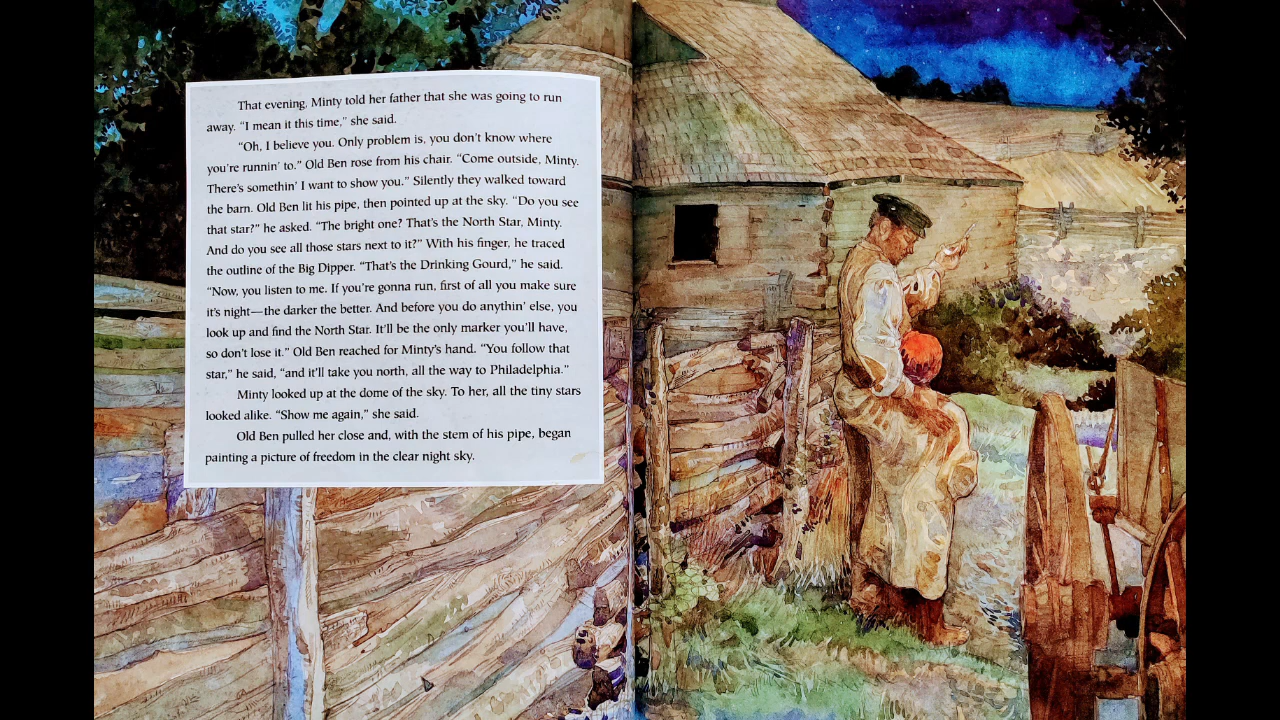 That evening, Minty told her father that she was going to run
away. “I mean it this time,” she said.
“Oh, I believe you. Only problem is, you don’t know where
you’re runnin’ to.” Old Ben rose from his chair. “Come outside, Minty.
There’s somethin’ I want to show you.” Silently they walked toward
the barn. Old Ben lit his pipe, then pointed up at the sky. “Do you see
that star?” he asked. “The bright one? That’s the North Star, Minty.
And do you see all those stars next to it?” With his finger, he traced
the outline of the Big Dipper. “That’s the Drinking Gourd,” he said.
“Now, you listen to me. If you’re gonna run, first of all you make sure
it’s night—the darker the better. And before you do anythin’ else, you
look up and find the North Star. It’ll be the only marker you’ll have,
so don’t lose it.” Old Ben reached for Minty’s hand. “You follow that
star,” he said, “and it’ll take you north, all the way to Philadelphia.”
Minty looked up at the dome of the sky. To her, all the tiny stars
looked alike. “Show me again,” she said.
Old Ben pulled her close and, with the stem of his pipe, began
painting a picture of freedom in the clear night sky.